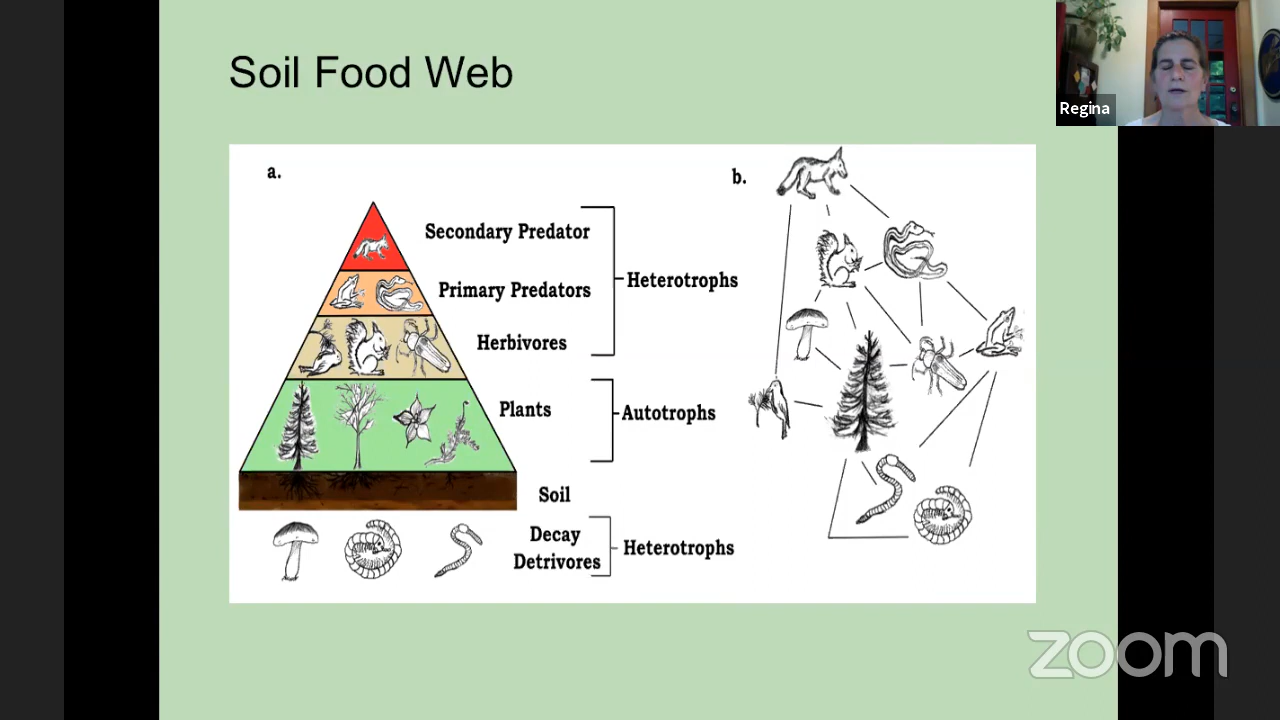 Soil Food Web
Regina
a.
Secondary Predator
Primary Predators
Heterotrophs
Herbivores
Plants
Autotrophs
Soil
Decay
Detrivores
Heterotrophs
b.
zoom